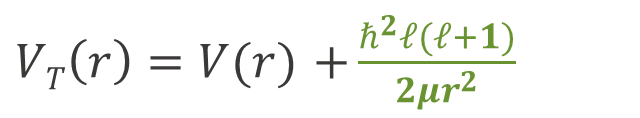 V_T(r) = V(r) + ℏ²ℓ(ℓ+1)/2μr²